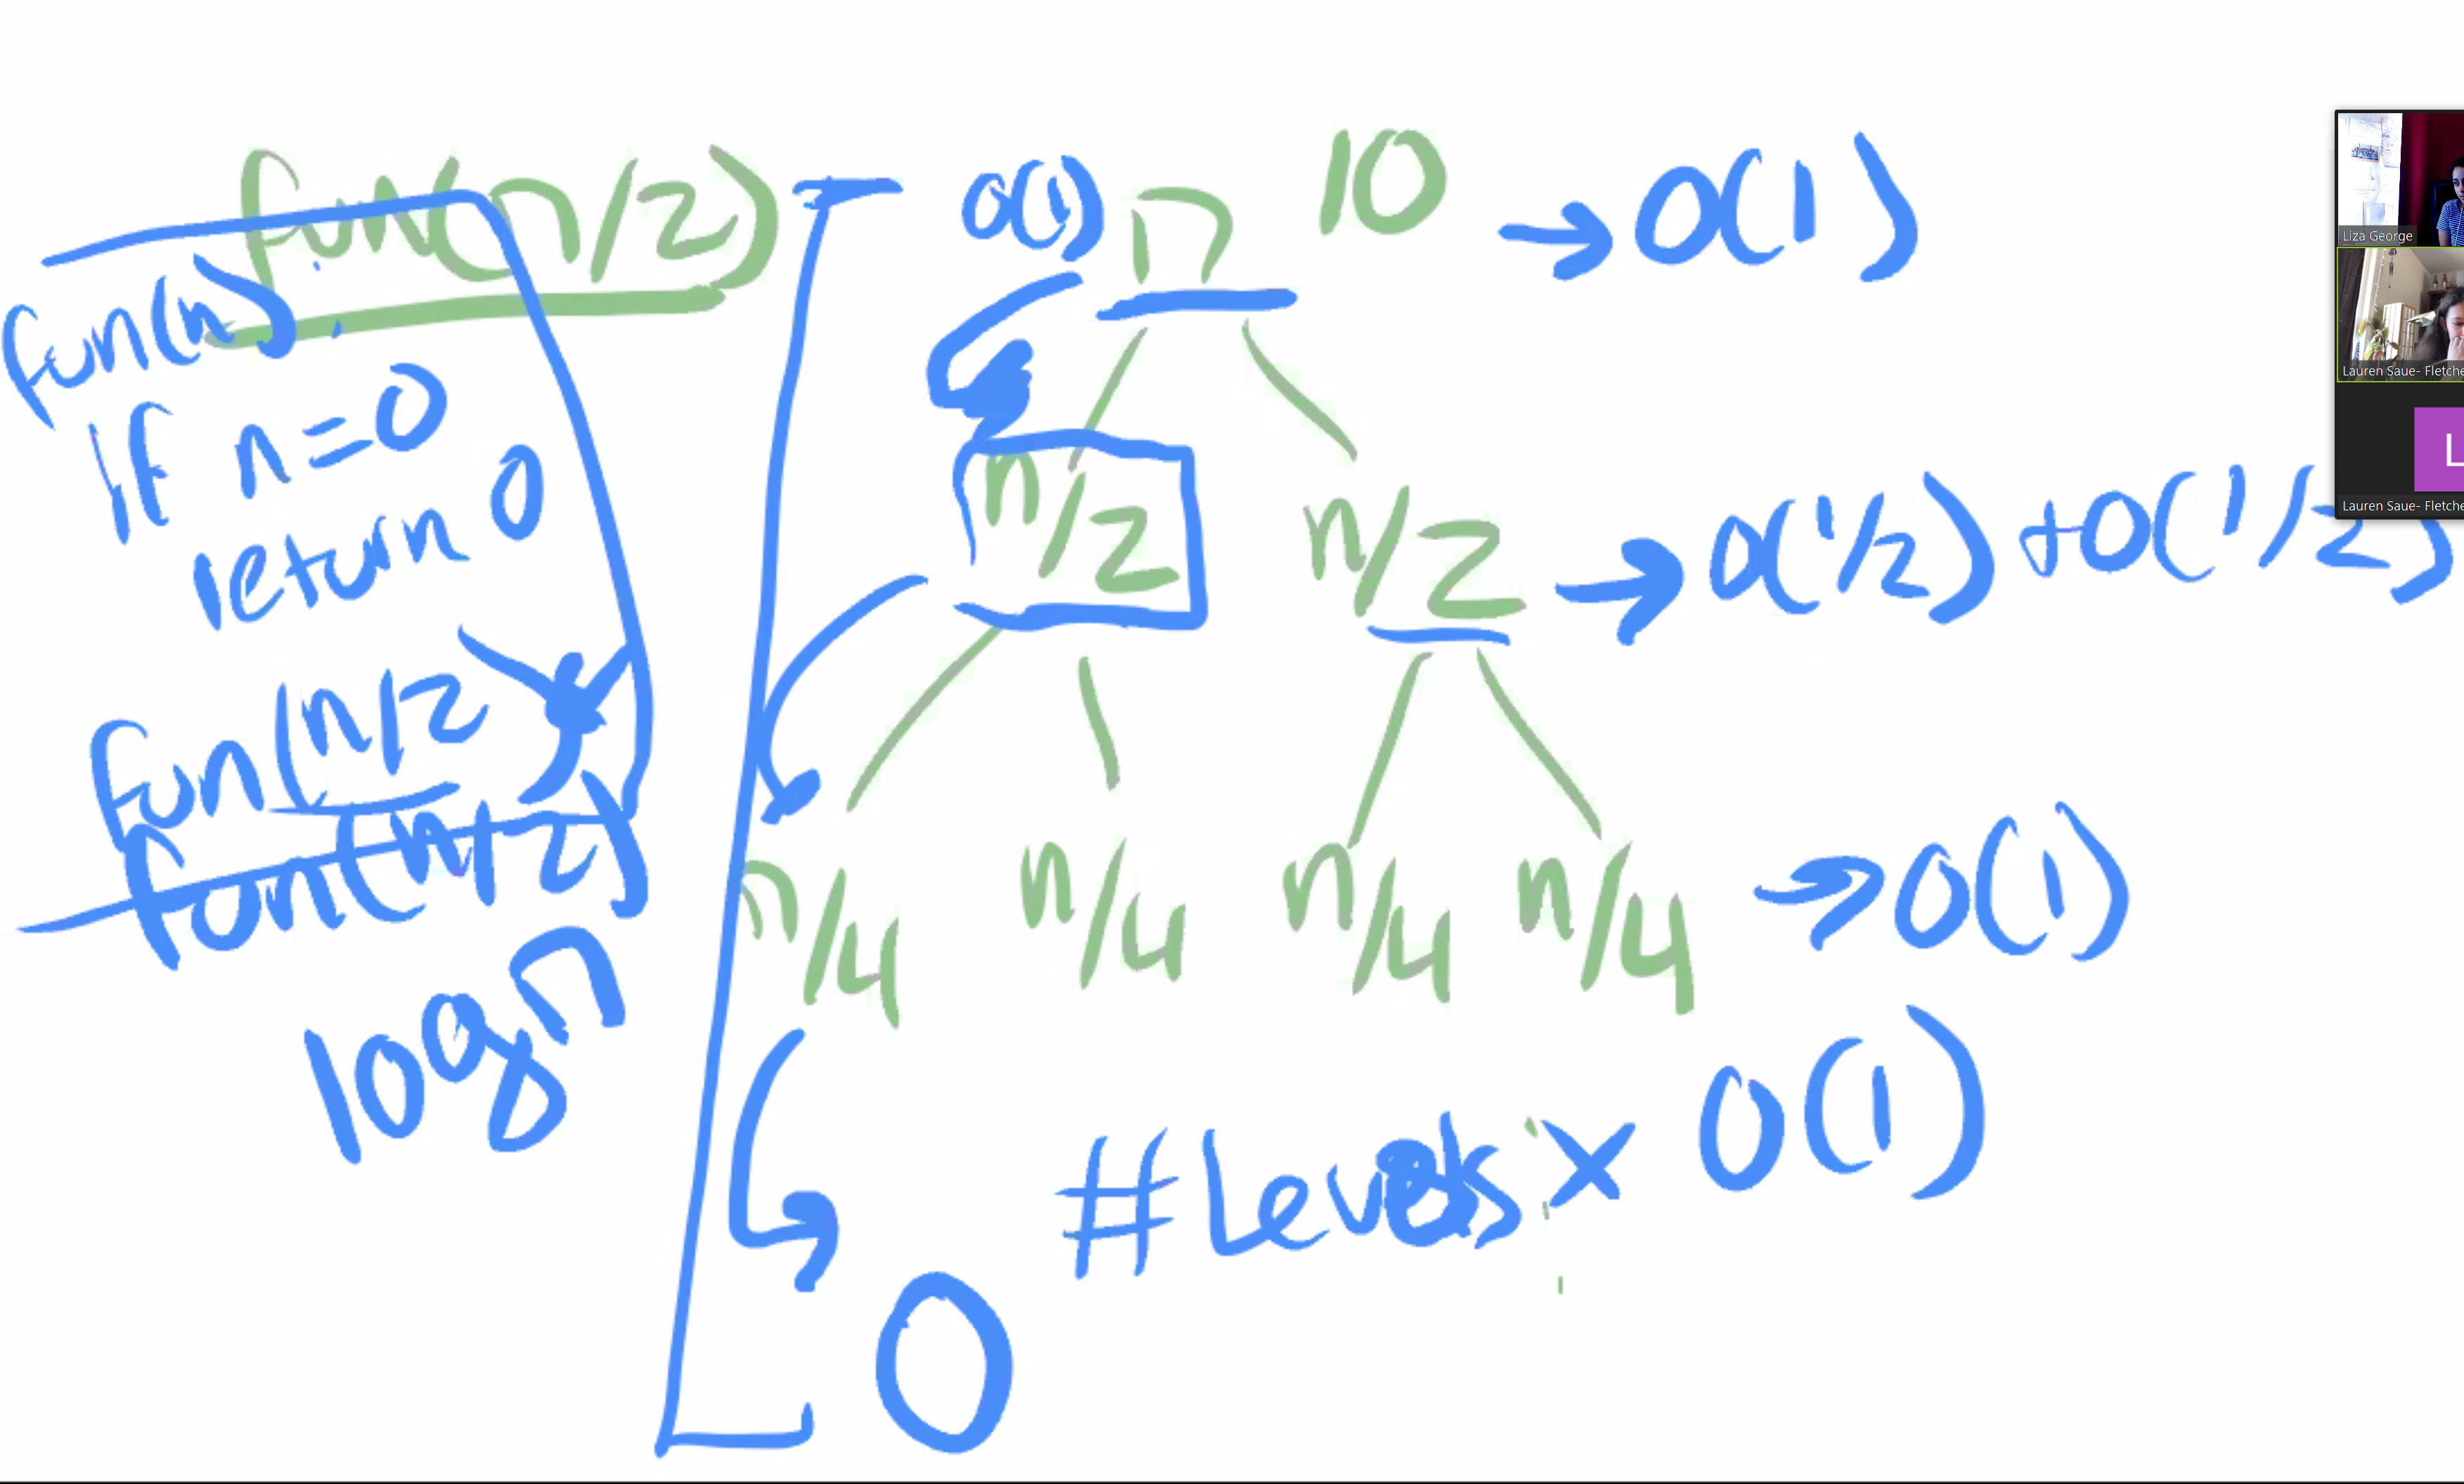 fun(n/2)
fun(n):
If n=0
return 0
fun(n/2)
fun(n/2)
log n
O(1) n 10 → O(1)
n/2 n/2 → O(1/2) + O(1/2)
n/4 n/4 n/4 n/4 → O(1)
#Levels × O(1)
0
Liza George
Lauren Saue- Fletche
L
Lauren Saue- Fletche